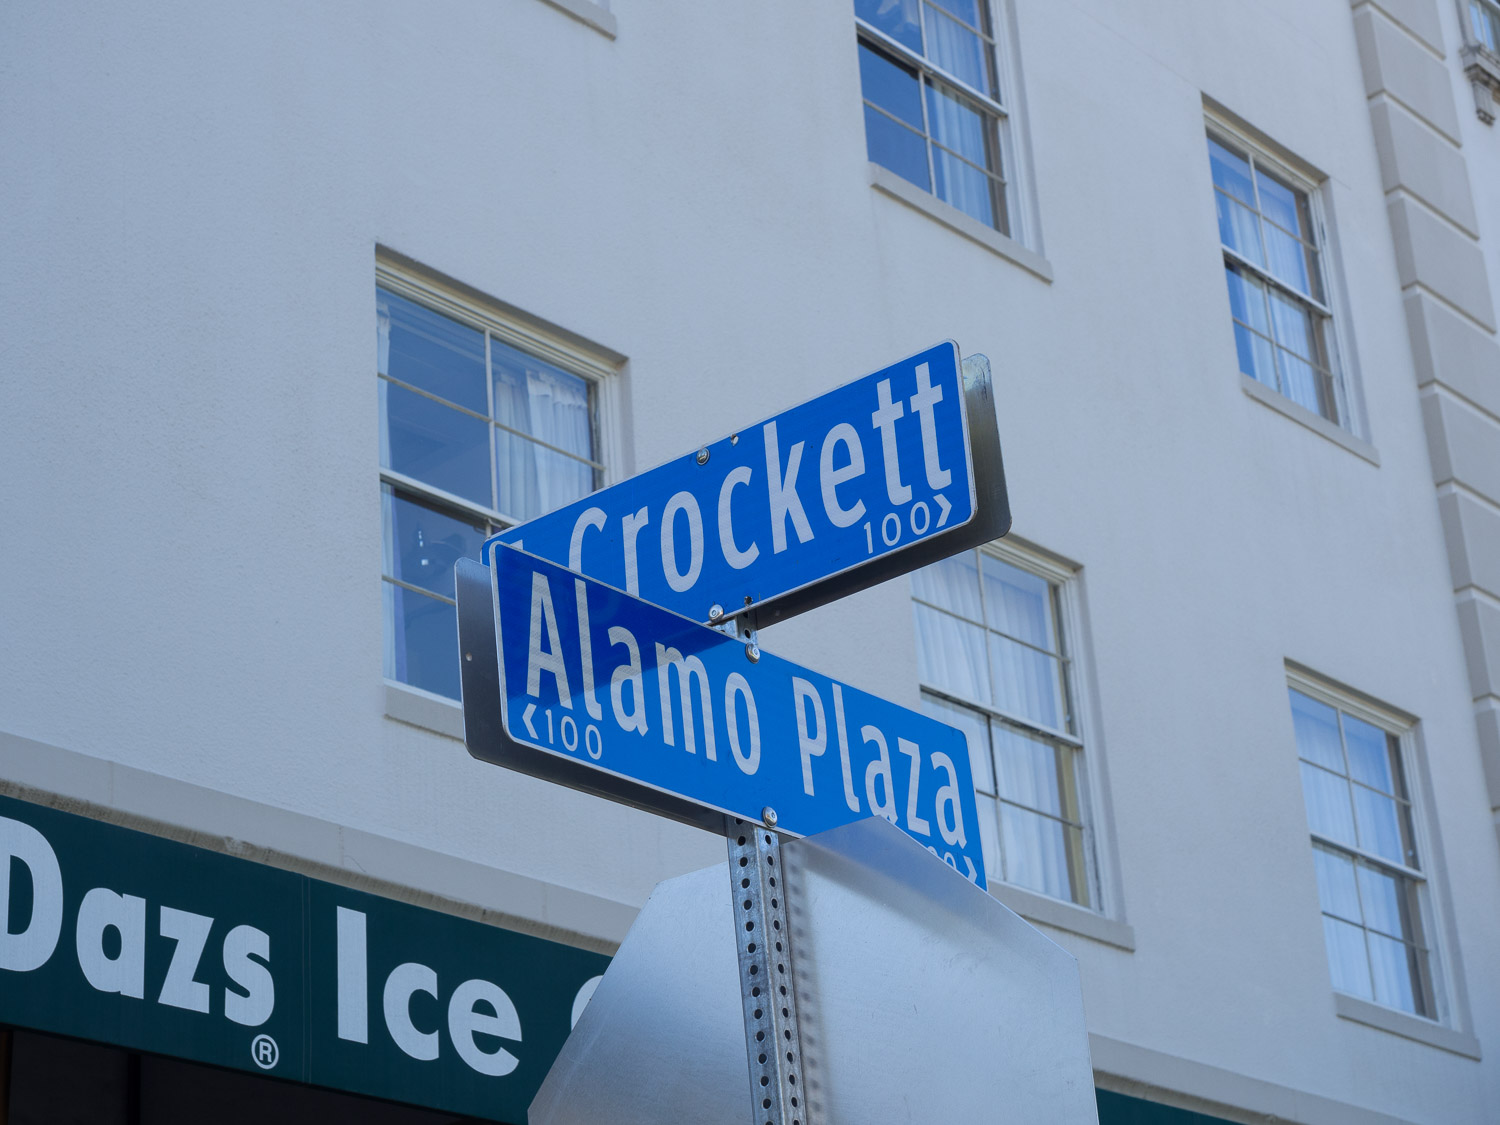 Crockett
100>
Alamo Plaza
<100
Dazs® Ice